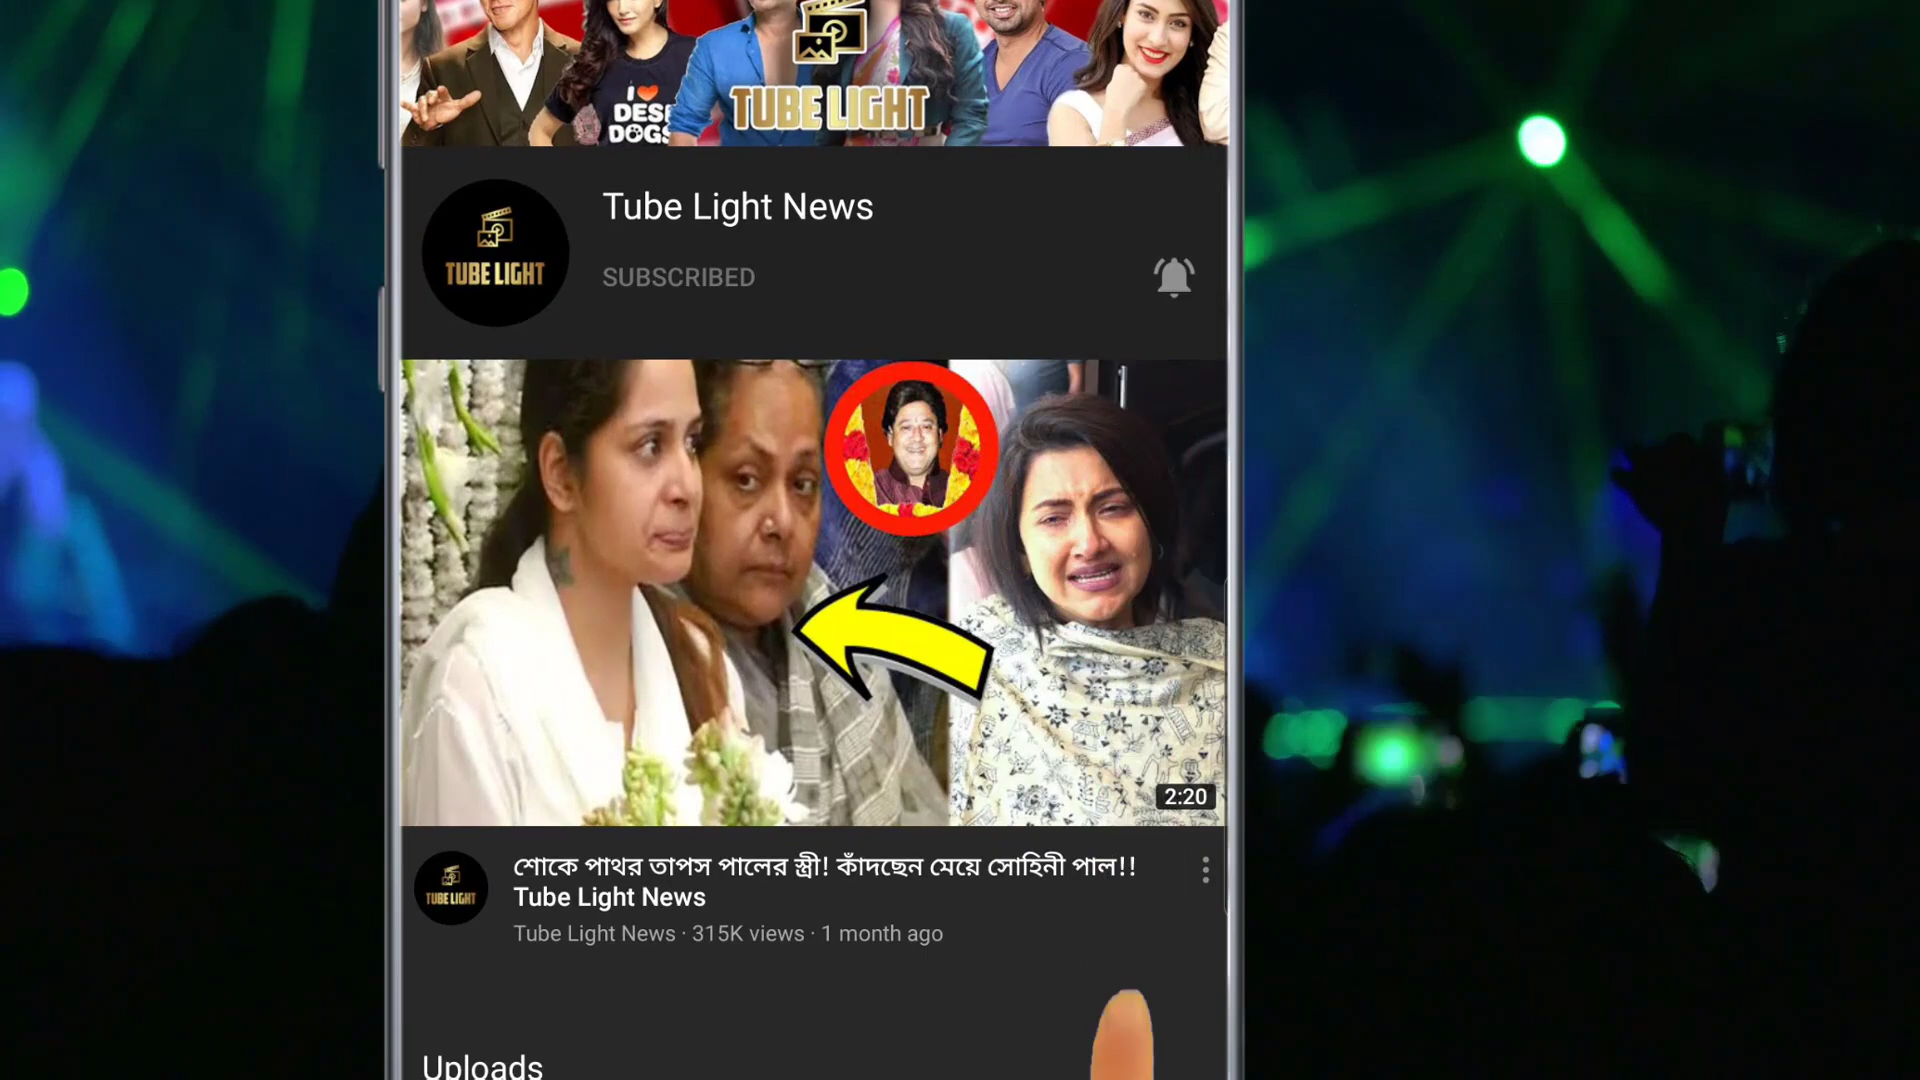 I ❤ 
DESI
DOGS
TUBE LIGHT
Tube Light News
TUBE LIGHT
SUBSCRIBED
2:20
শোকে পাথর তাপস পালের স্ত্রী! কাঁদছেন মেয়ে সোহিনী পাল!!
Tube Light News
TUBE LIGHT
Tube Light News · 315K views · 1 month ago
Uploads